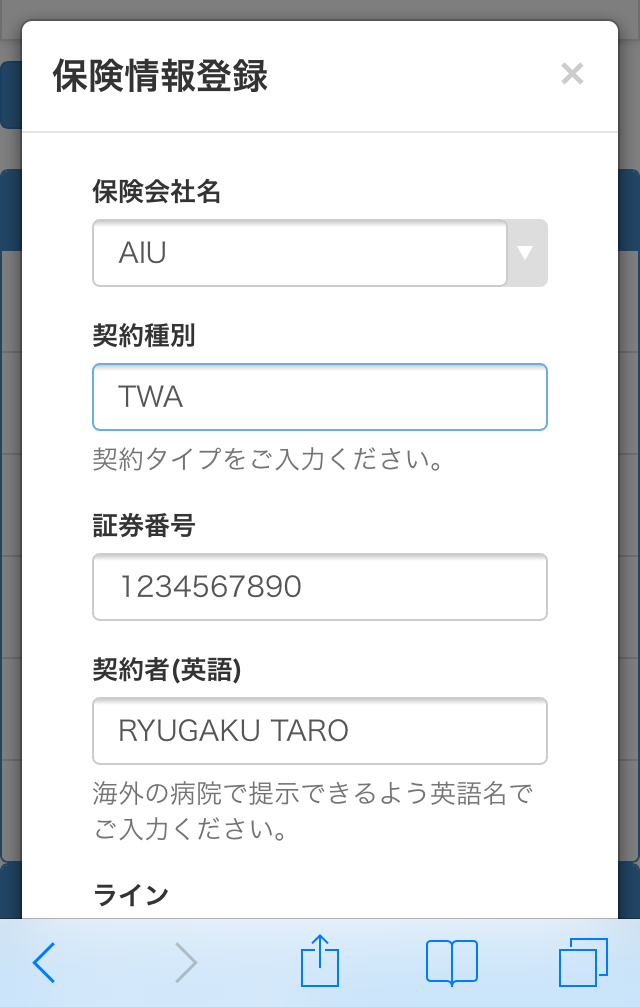 保険情報登録
×
保険会社名
AIU
契約種別
TWA
契約タイプをご入力ください。
証券番号
1234567890
契約者(英語)
RYUGAKU TARO
海外の病院で提示できるよう英語名で
ご入力ください。
ライン